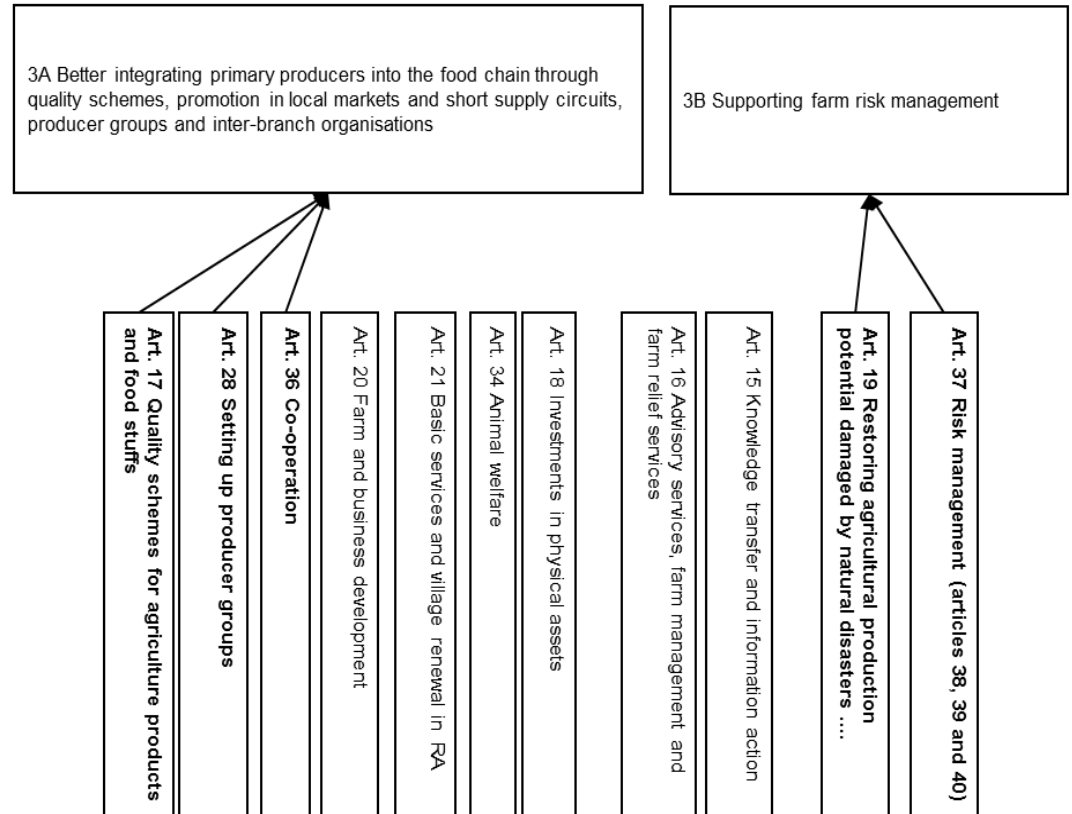 3A Better integrating primary producers into the food chain through
quality schemes, promotion in local markets and short supply circuits,
producer groups and inter-branch organisations
3B Supporting farm risk management
Art. 17 Quality schemes for agriculture products
and food stuffs
Art. 28 Setting up producer groups
Art. 36 Co-operation
Art. 20 Farm and business development
Art. 21 Basic services and village renewal in RA
Art. 34 Animal welfare
Art. 18 Investments in physical assets
Art. 16 Advisory services, farm management and
farm relief services
Art. 15 Knowledge transfer and information action
Art. 19 Restoring agricultural production
potential damaged by natural disasters ....
Art. 37 Risk management (articles 38, 39 and 40)